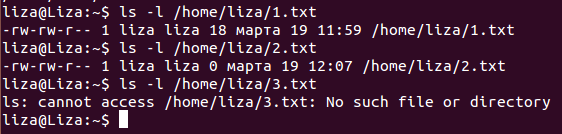 liza@Liza:~$ ls -l /home/liza/1.txt
-rw-rw-r-- 1 liza liza 18 марта 19 11:59 /home/liza/1.txt
liza@Liza:~$ ls -l /home/liza/2.txt
-rw-rw-r-- 1 liza liza 0 марта 19 12:07 /home/liza/2.txt
liza@Liza:~$ ls -l /home/liza/3.txt
ls: cannot access /home/liza/3.txt: No such file or directory
liza@Liza:~$